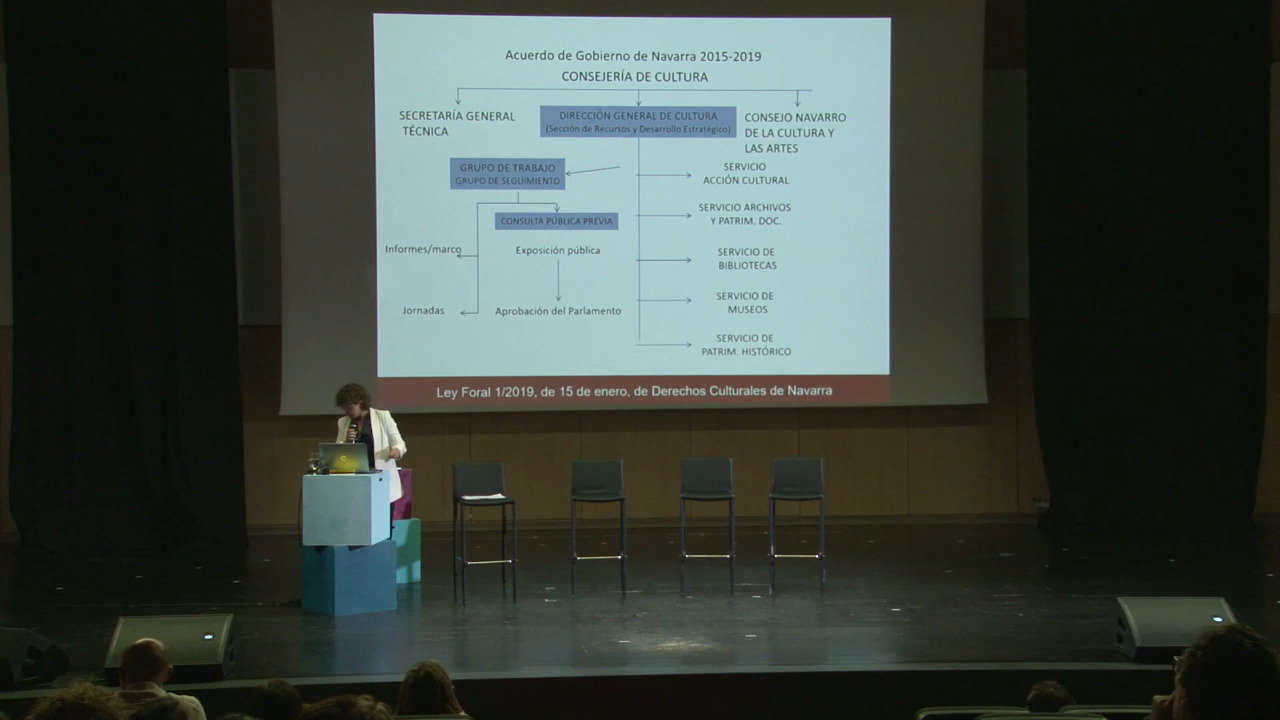 Acuerdo de Gobierno de Navarra 2015-2019
CONSEJERÍA DE CULTURA
SECRETARÍA GENERAL
TÉCNICA
DIRECCIÓN GENERAL DE CULTURA
(Sección de Recursos y Desarrollo Estratégico)
CONSEJO NAVARRO
DE LA CULTURA Y
LAS ARTES
GRUPO DE TRABAJO
GRUPO DE SEGUIMIENTO
SERVICIO
ACCIÓN CULTURAL
CONSULTA PÚBLICA PREVIA
SERVICIO ARCHIVOS
Y PATRIM. DOC.
Informes/marco
Exposición pública
SERVICIO DE
BIBLIOTECAS
Jornadas
Aprobación del Parlamento
SERVICIO DE
MUSEOS
SERVICIO DE
PATRIM. HISTÓRICO
Ley Foral 1/2019, de 15 de enero, de Derechos Culturales de Navarra